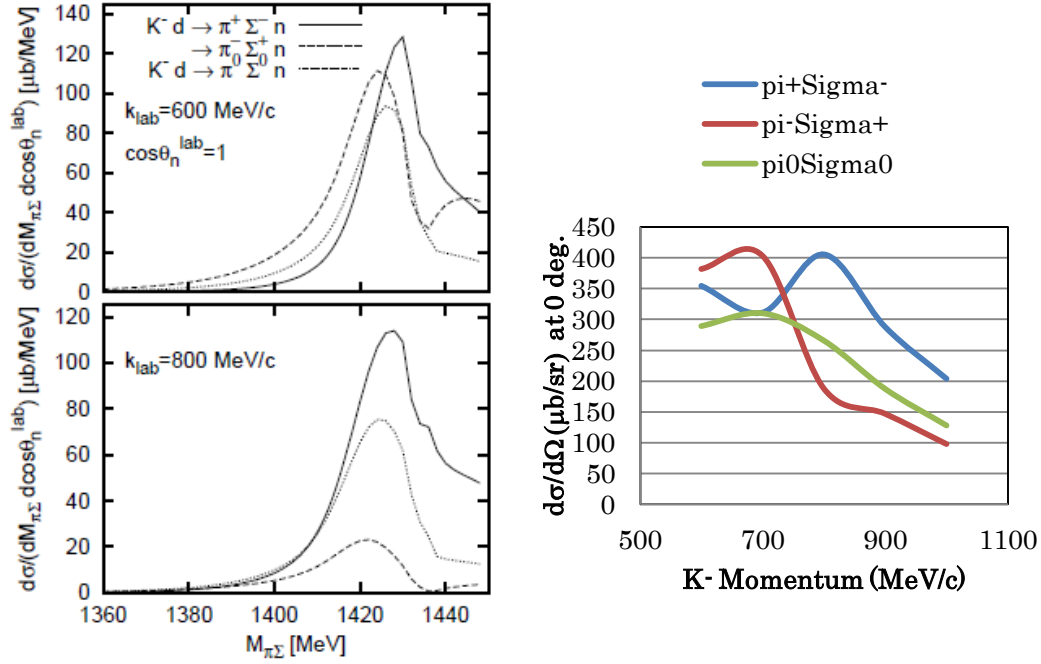 140
120
100
80
60
40
20
0
dσ/(dM_πΣ dcosθ_n^lab) [μb/MeV]
K⁻ d → π⁺ Σ⁻ n
→ π⁻ Σ⁺ n
K⁻ d → π⁰ Σ⁰ n
k_lab=600 MeV/c
cosθ_n^lab=1
120
100
80
60
40
20
0
dσ/(dM_πΣ dcosθ_n^lab) [μb/MeV]
k_lab=800 MeV/c
1360 1380 1400 1420 1440
M_πΣ [MeV]
pi+Sigma-
pi-Sigma+
pi0Sigma0
450
400
350
300
250
200
150
100
50
0
dσ/dΩ(μb/sr) at 0 deg.
500 700 900 1100
K- Momentum (MeV/c)